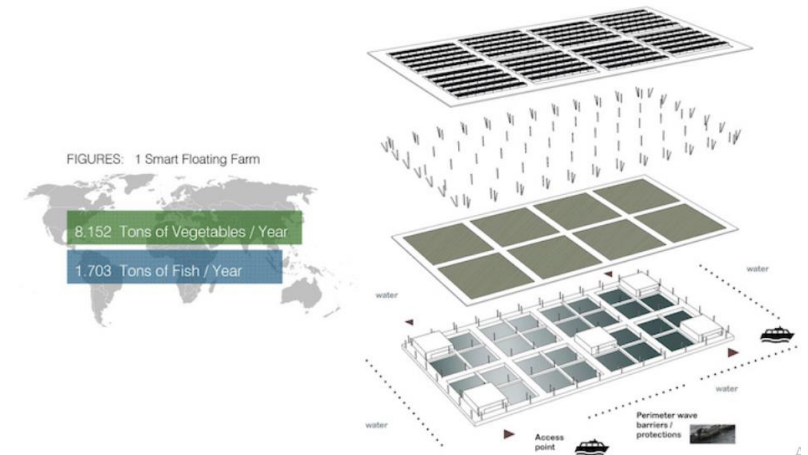 FIGURES: 1 Smart Floating Farm
8.152 Tons of Vegetables / Year
1.703 Tons of Fish / Year
water
water
water
water
Perimeter wave
barriers /
protections
Access
point